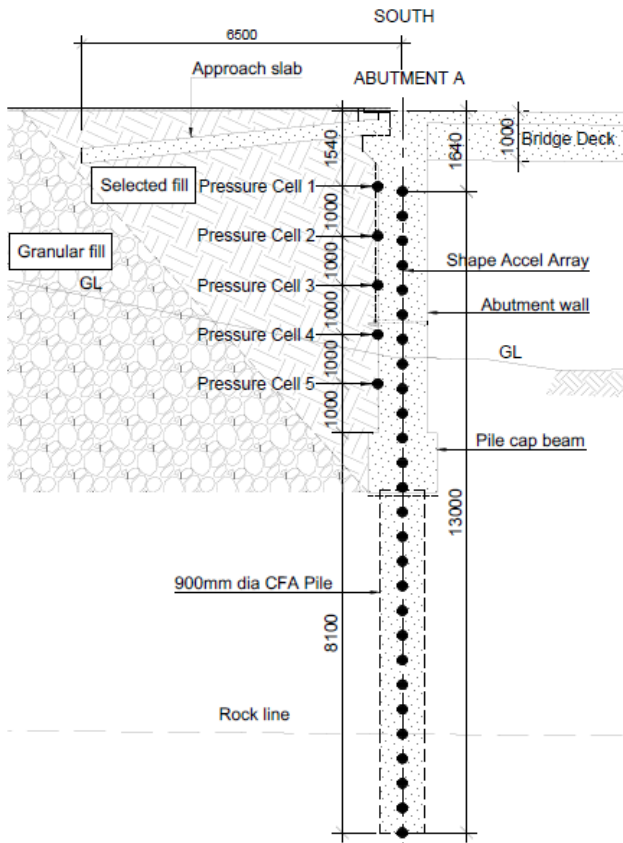 SOUTH
6500
Approach slab
ABUTMENT A
1540
1640
1000
Bridge Deck
Selected fill
Pressure Cell 1
1000
Pressure Cell 2
Granular fill
1000
Shape Accel Array
GL
Pressure Cell 3
1000
Abutment wall
Pressure Cell 4
GL
1000
Pressure Cell 5
1000
Pile cap beam
13000
900mm dia CFA Pile
8100
Rock line